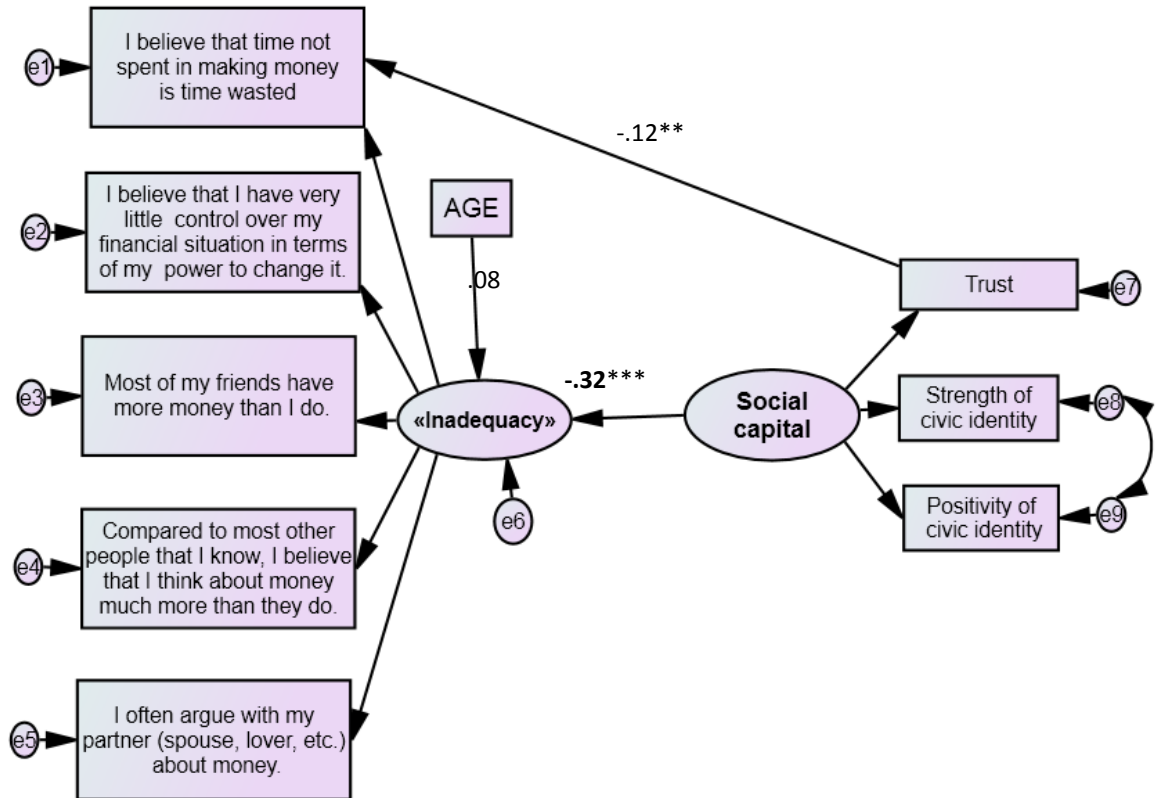 e1
I believe that time not
spent in making money
is time wasted
-.12**
e2
I believe that I have very
little control over my
financial situation in terms
of my power to change it.
AGE
.08
Trust
e7
e3
Most of my friends have
more money than I do.
«Inadequacy»
-.32***
Social
capital
Strength of
civic identity
e8
Positivity of
civic identity
e9
e6
e4
Compared to most other
people that I know, I believe
that I think about money
much more than they do.
e5
I often argue with my
partner (spouse, lover, etc.)
about money.